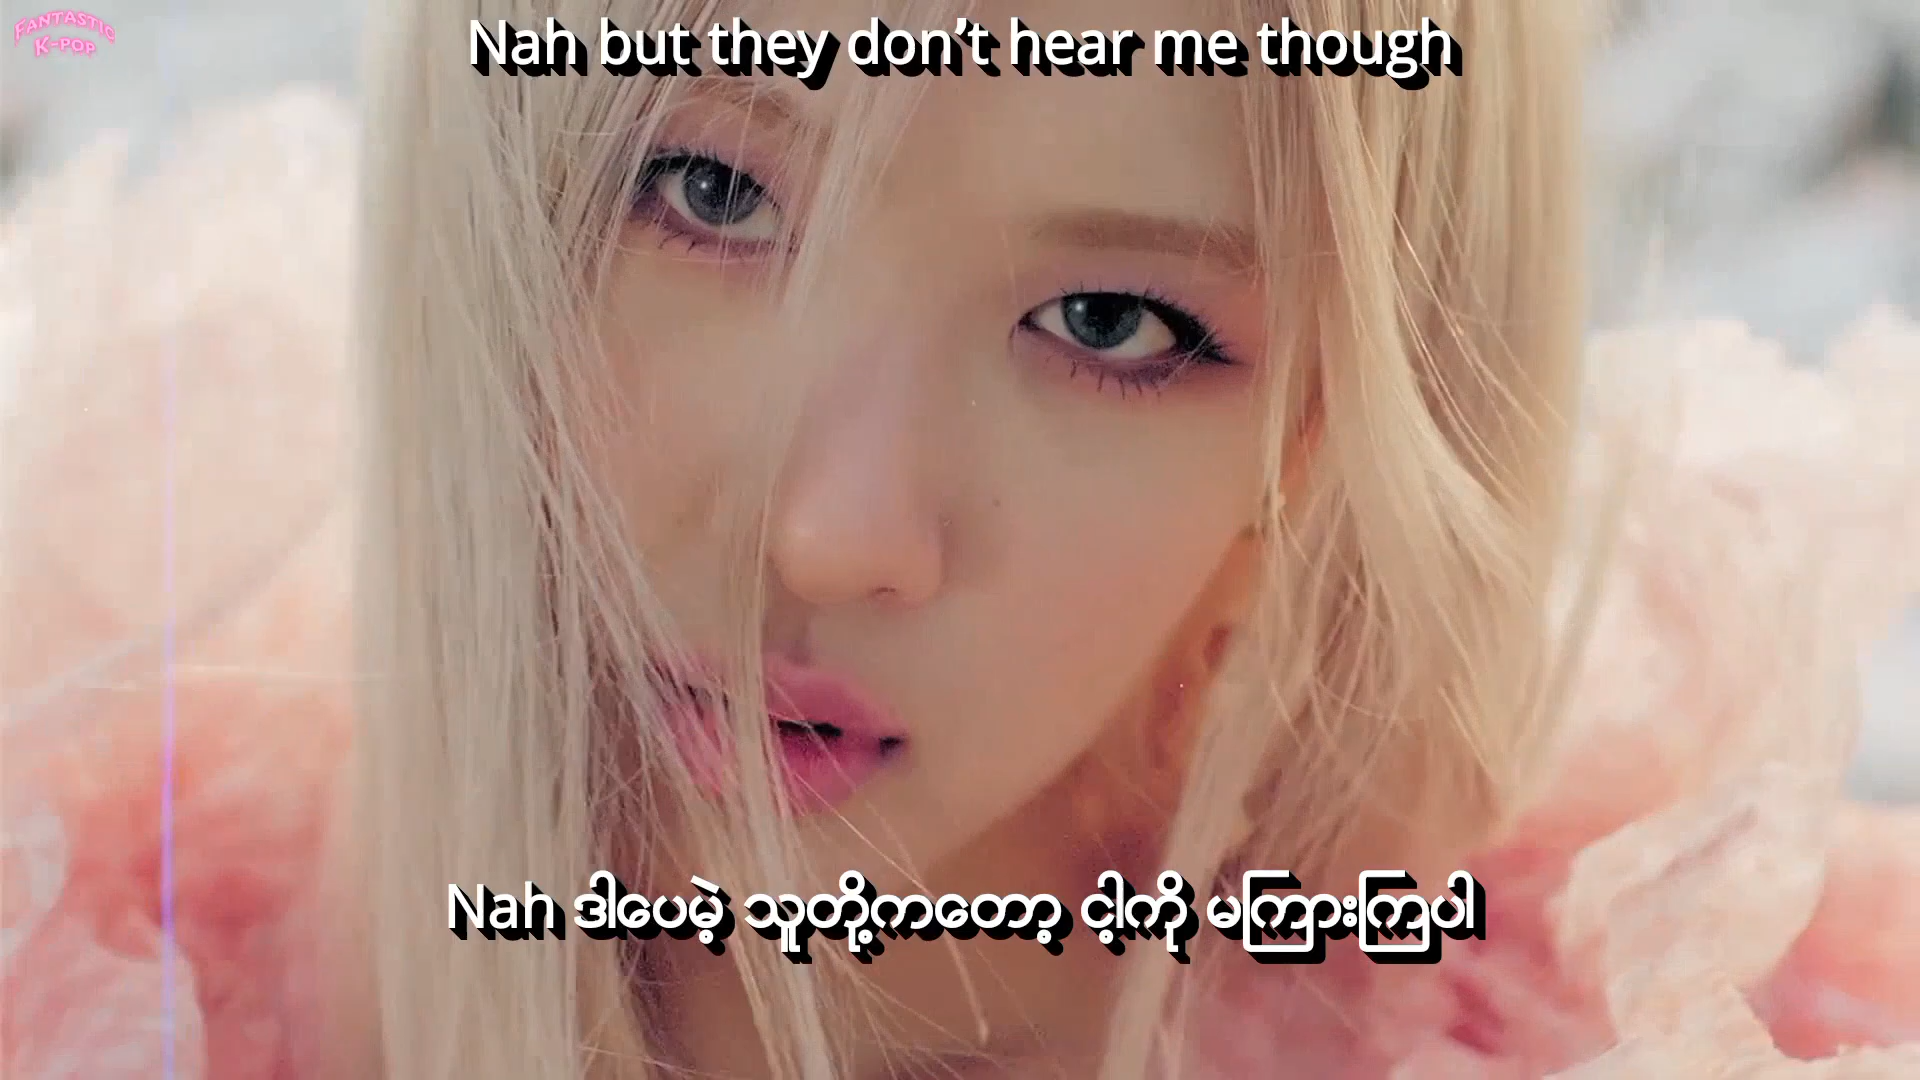 FANTASTIC
K-POP
Nah but they don't hear me though
Nah ဒါပေမဲ့ သူတို့ကတော့ ငါ့ကို မကြားကြပါ